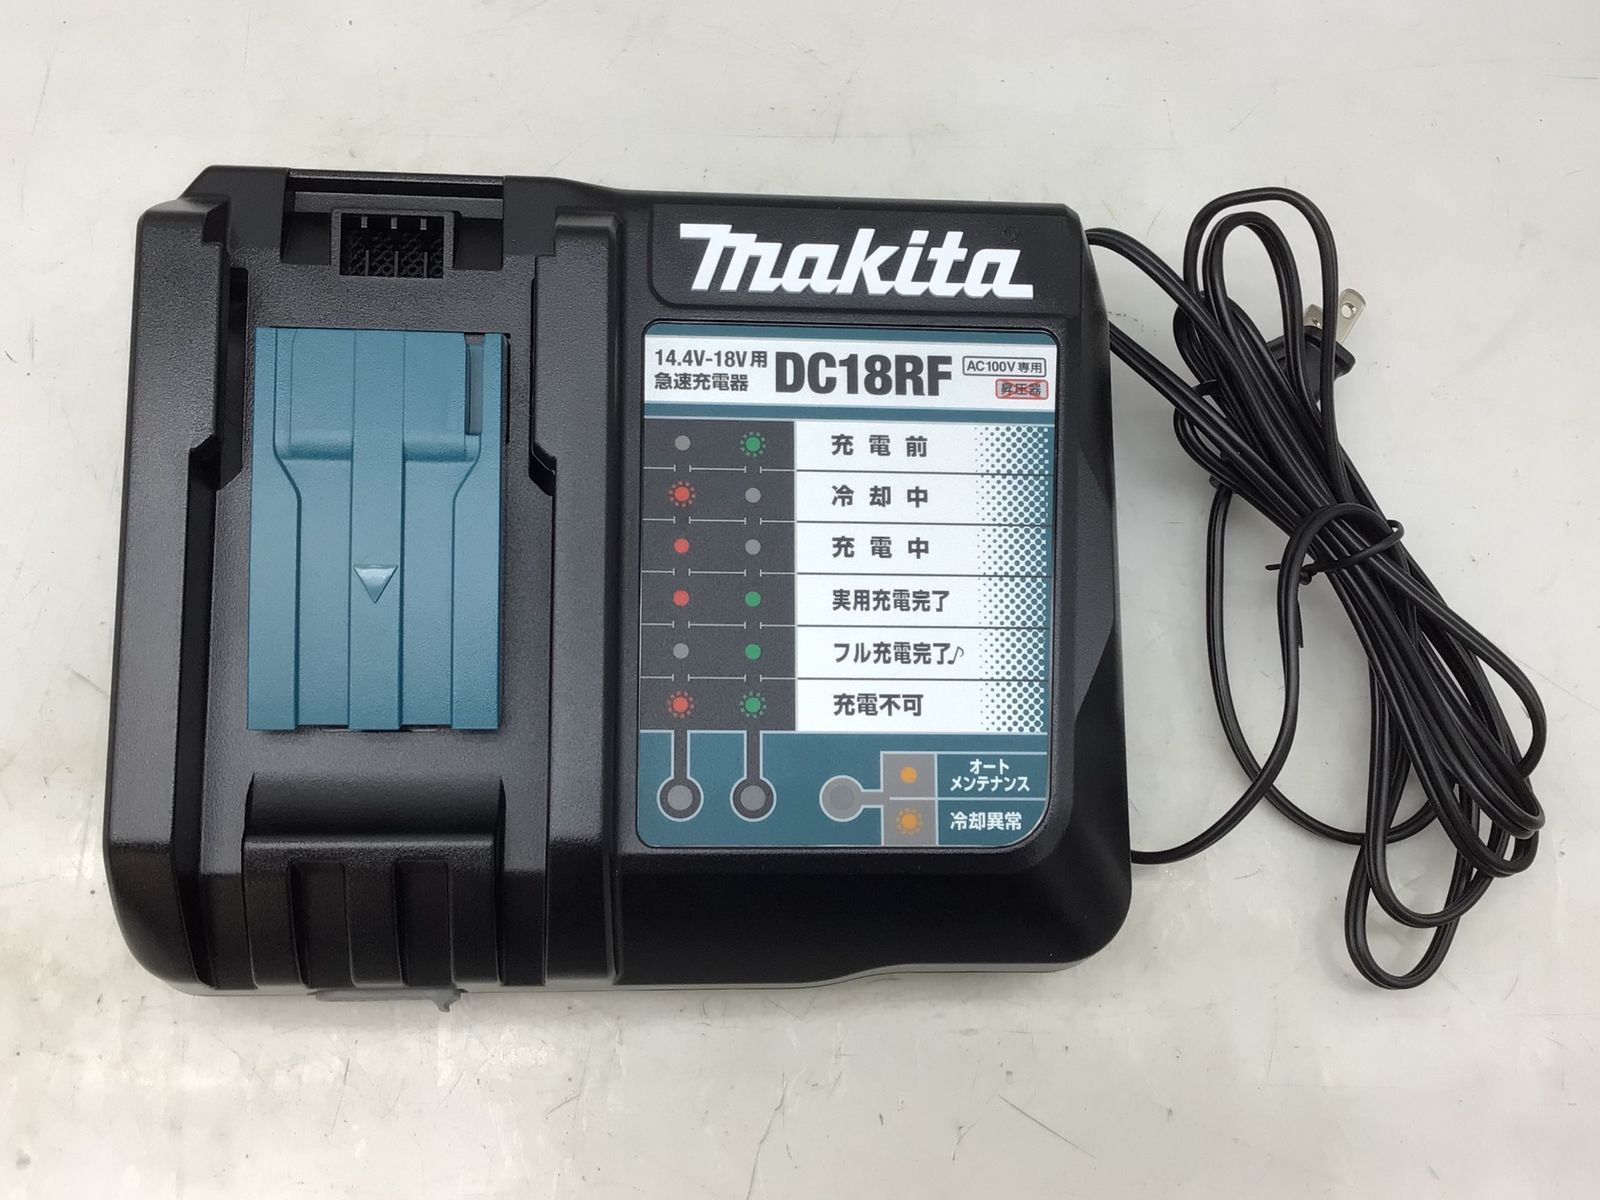 makita
14.4V-18V用
急速充電器
DC18RF
AC100V専用
昇圧器
充電前
冷却中
充電中
実用充電完了
フル充電完了♪
充電不可
オート
メンテナンス
冷却異常